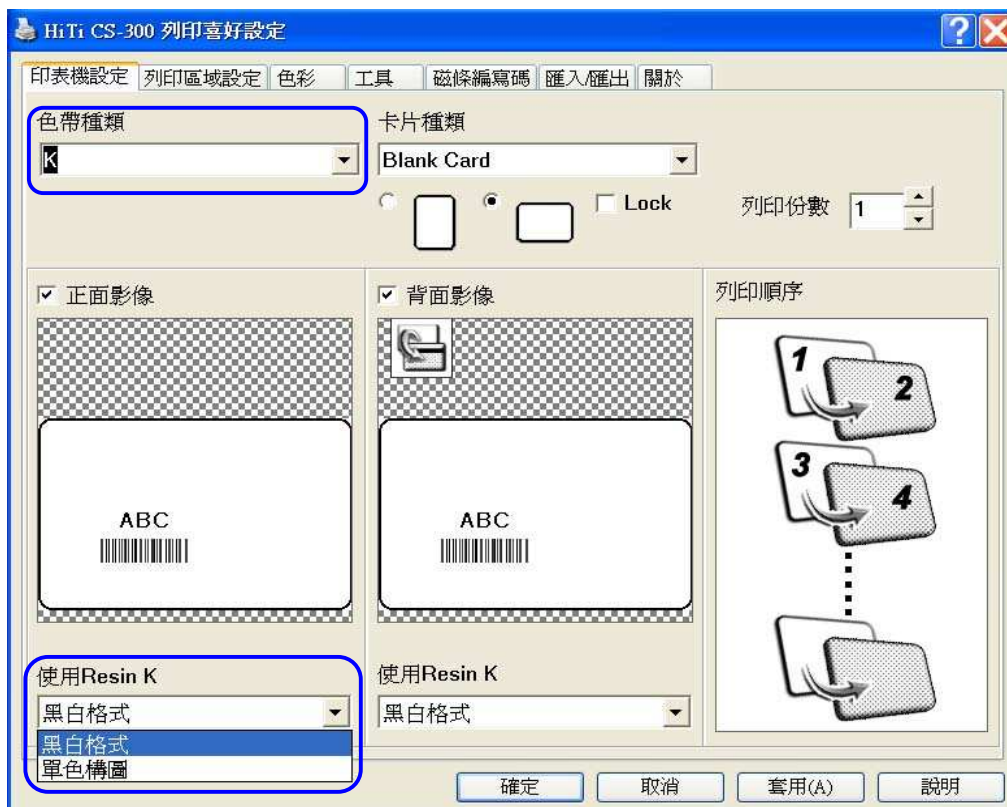 HiTi CS-300 列印喜好設定
印表機設定 列印區域設定 色彩 工具 磁條編寫碼 匯入/匯出 關於
色帶種類
K
卡片種類
Blank Card
Lock
列印份數 1
正面影像
ABC
使用Resin K
黑白格式
黑白格式
單色構圖
背面影像
ABC
使用Resin K
黑白格式
列印順序
1
2
3
4
確定 取消 套用(A) 說明